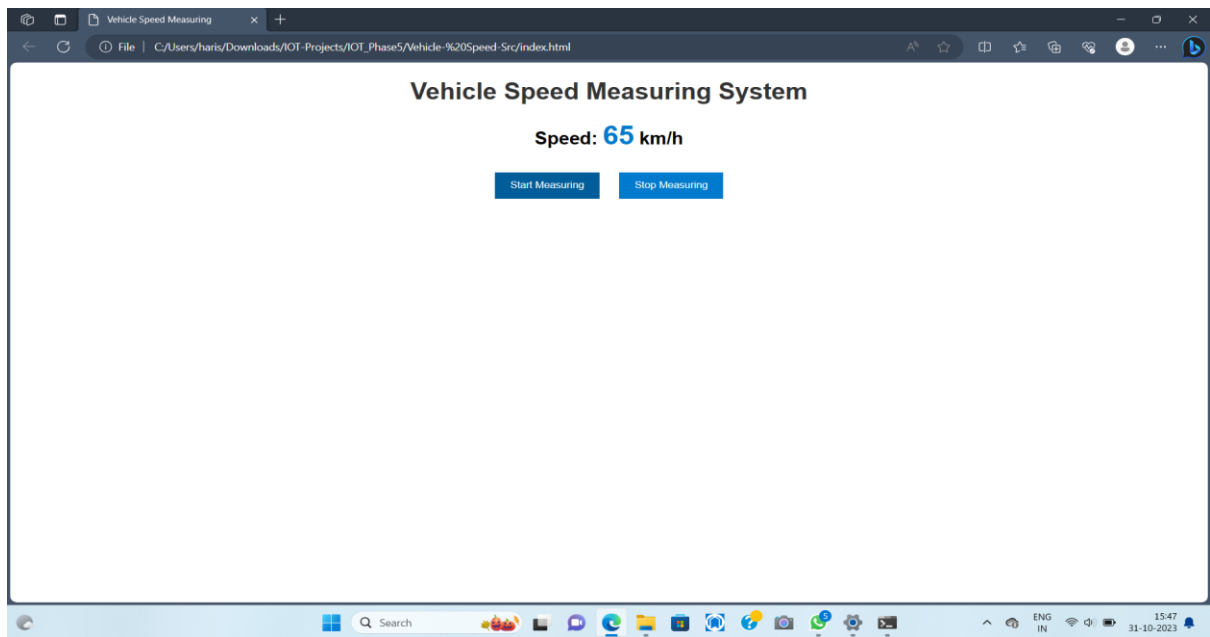 Vehicle Speed Measuring
File | C:/Users/haris/Downloads/IOT-Projects/IOT_Phase5/Vehicle-%20Speed-Src/index.html
Vehicle Speed Measuring System
Speed: 65 km/h
Start Measuring Stop Measuring
Search
ENG
IN
15:47
31-10-2023